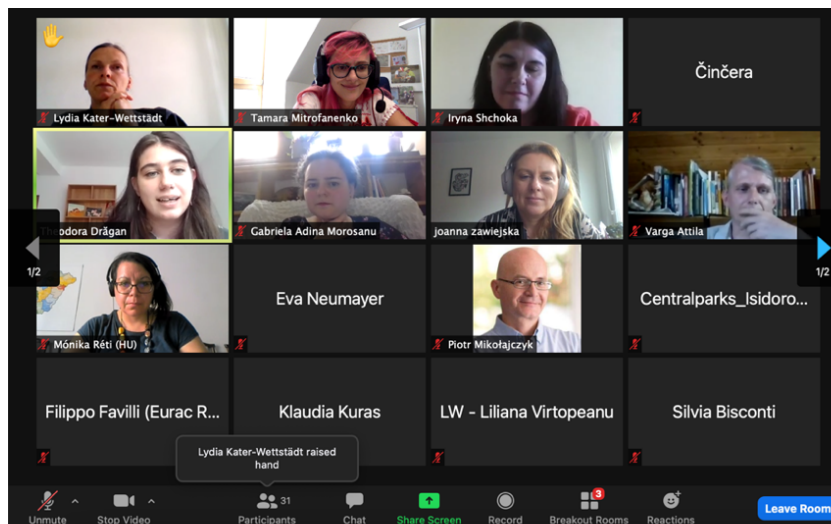 Lydia Kater-Wettstädt
Tamara Mitrofanenko
Iryna Shchoka
Činčera
Theodora Drăgan
Gabriela Adina Morosanu
joanna zawiejska
Varga Attila
1/2
1/2
Mónika Réti (HU)
Eva Neumayer
Piotr Mikołajczyk
Centralparks_Isidoro...
Filippo Favilli (Eurac R...
Klaudia Kuras
LW - Liliana Virtopeanu
Silvia Bisconti
Lydia Kater-Wettstädt raised
hand
31
3
Unmute
Stop Video
Participants
Chat
Share Screen
Record
Breakout Rooms
Reactions
Leave Room